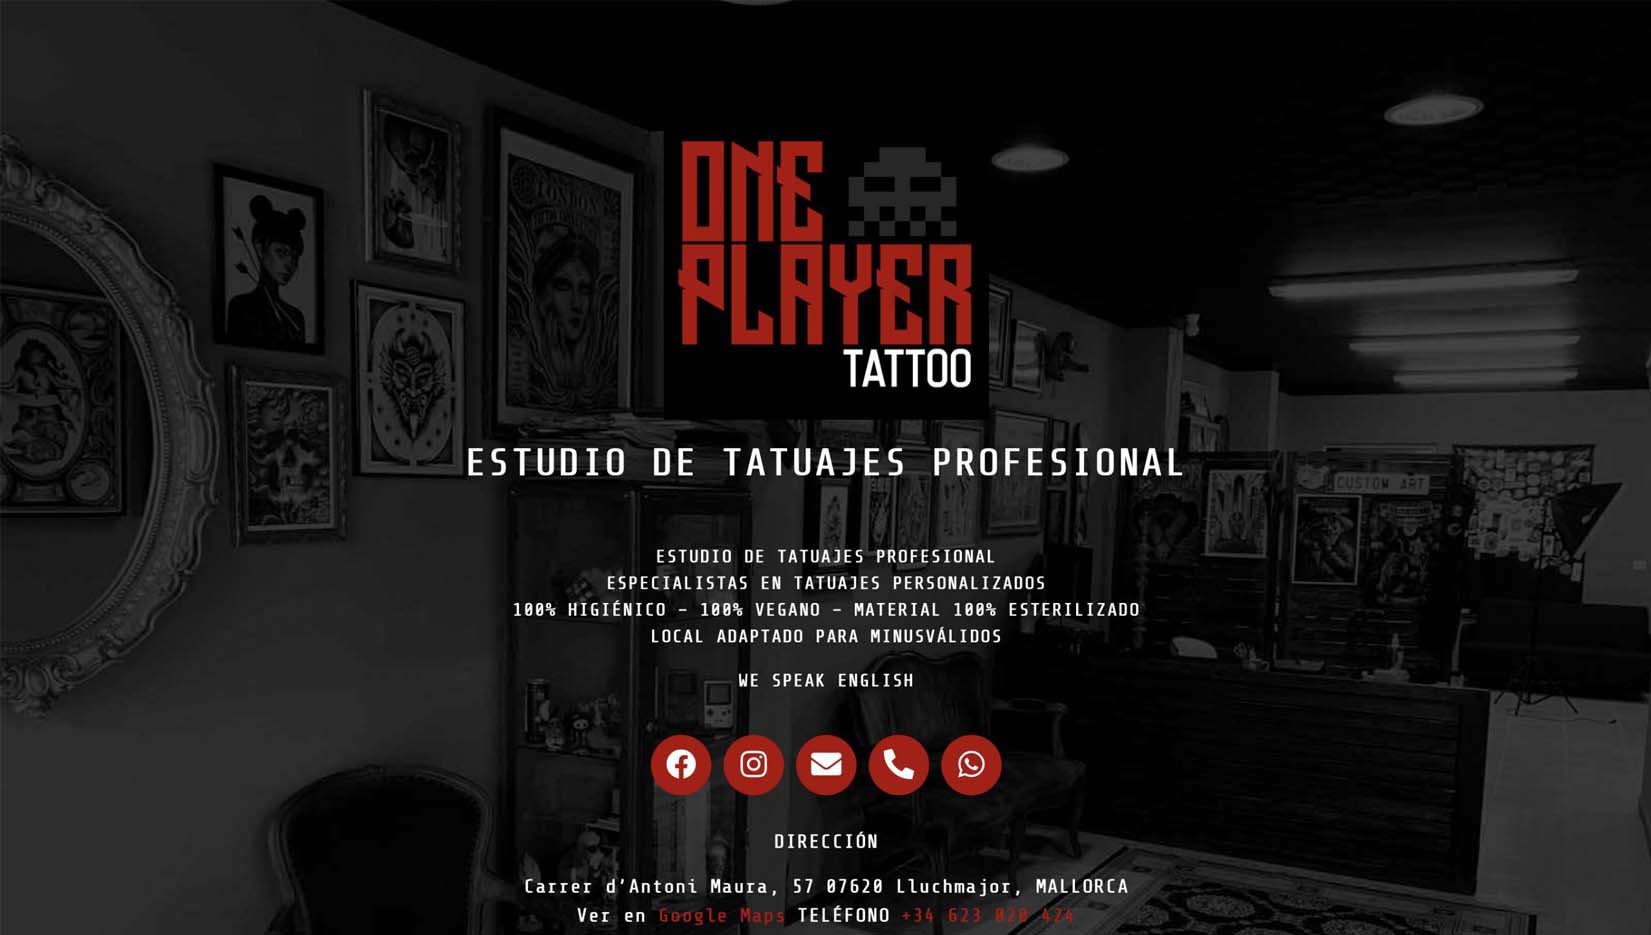 ONE
PLAYER
TATTOO
ESTUDIO DE TATUAJES PROFESIONAL
CUSTOM ART
ESTUDIO DE TATUAJES PROFESIONAL
ESPECIALISTAS EN TATUAJES PERSONALIZADOS
100% HIGIÉNICO – 100% VEGANO – MATERIAL 100% ESTERILIZADO
LOCAL ADAPTADO PARA MINUSVÁLIDOS
WE SPEAK ENGLISH
DIRECCIÓN
Carrer d’Antoni Maura, 57 07620 Lluchmajor, MALLORCA
Ver en Google Maps TELÉFONO +34 623 020 424